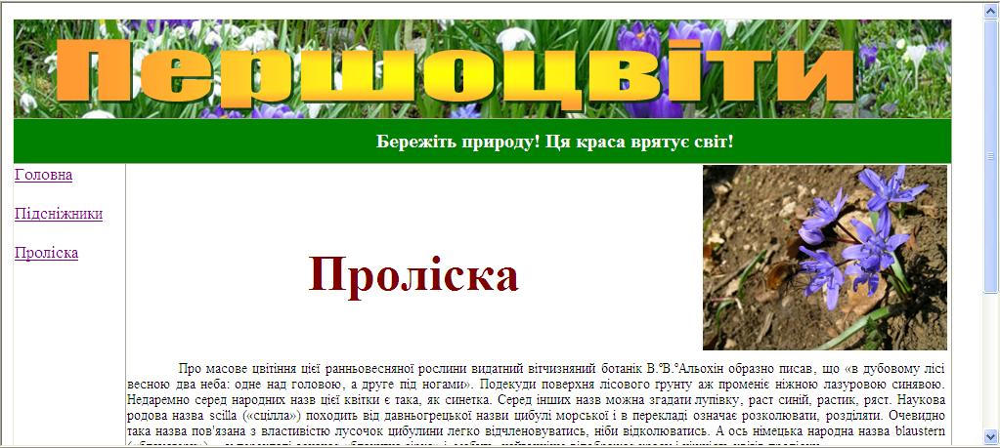 Першоцвіти
Бережіть природу! Ця краса врятує світ!
Головна
Підсніжники
Проліска
Проліска
Про масове цвітіння цієї ранньовесняної рослини видатний вітчизняний ботанік В.°В.°Альохін образно писав, що «в дубовому лісі
весною два неба: одне над головою, а друге під ногами». Подекуди поверхня лісового ґрунту аж променіє ніжною лазуровою синявою.
Недаремно серед народних назв цієї квітки є така, як синетка. Серед інших назв можна згадати лупівку, раст синій, растик, ряст. Наукова
родова назва scilla («сцілла») походить від давньогрецької назви цибулі морської і в перекладі означає розколювати, розділяти. Очевидно
така назва пов'язана з властивістю лусочок цибулини легко відчленовуватись, ніби відколюватись. А ось німецька народна назва blaustern